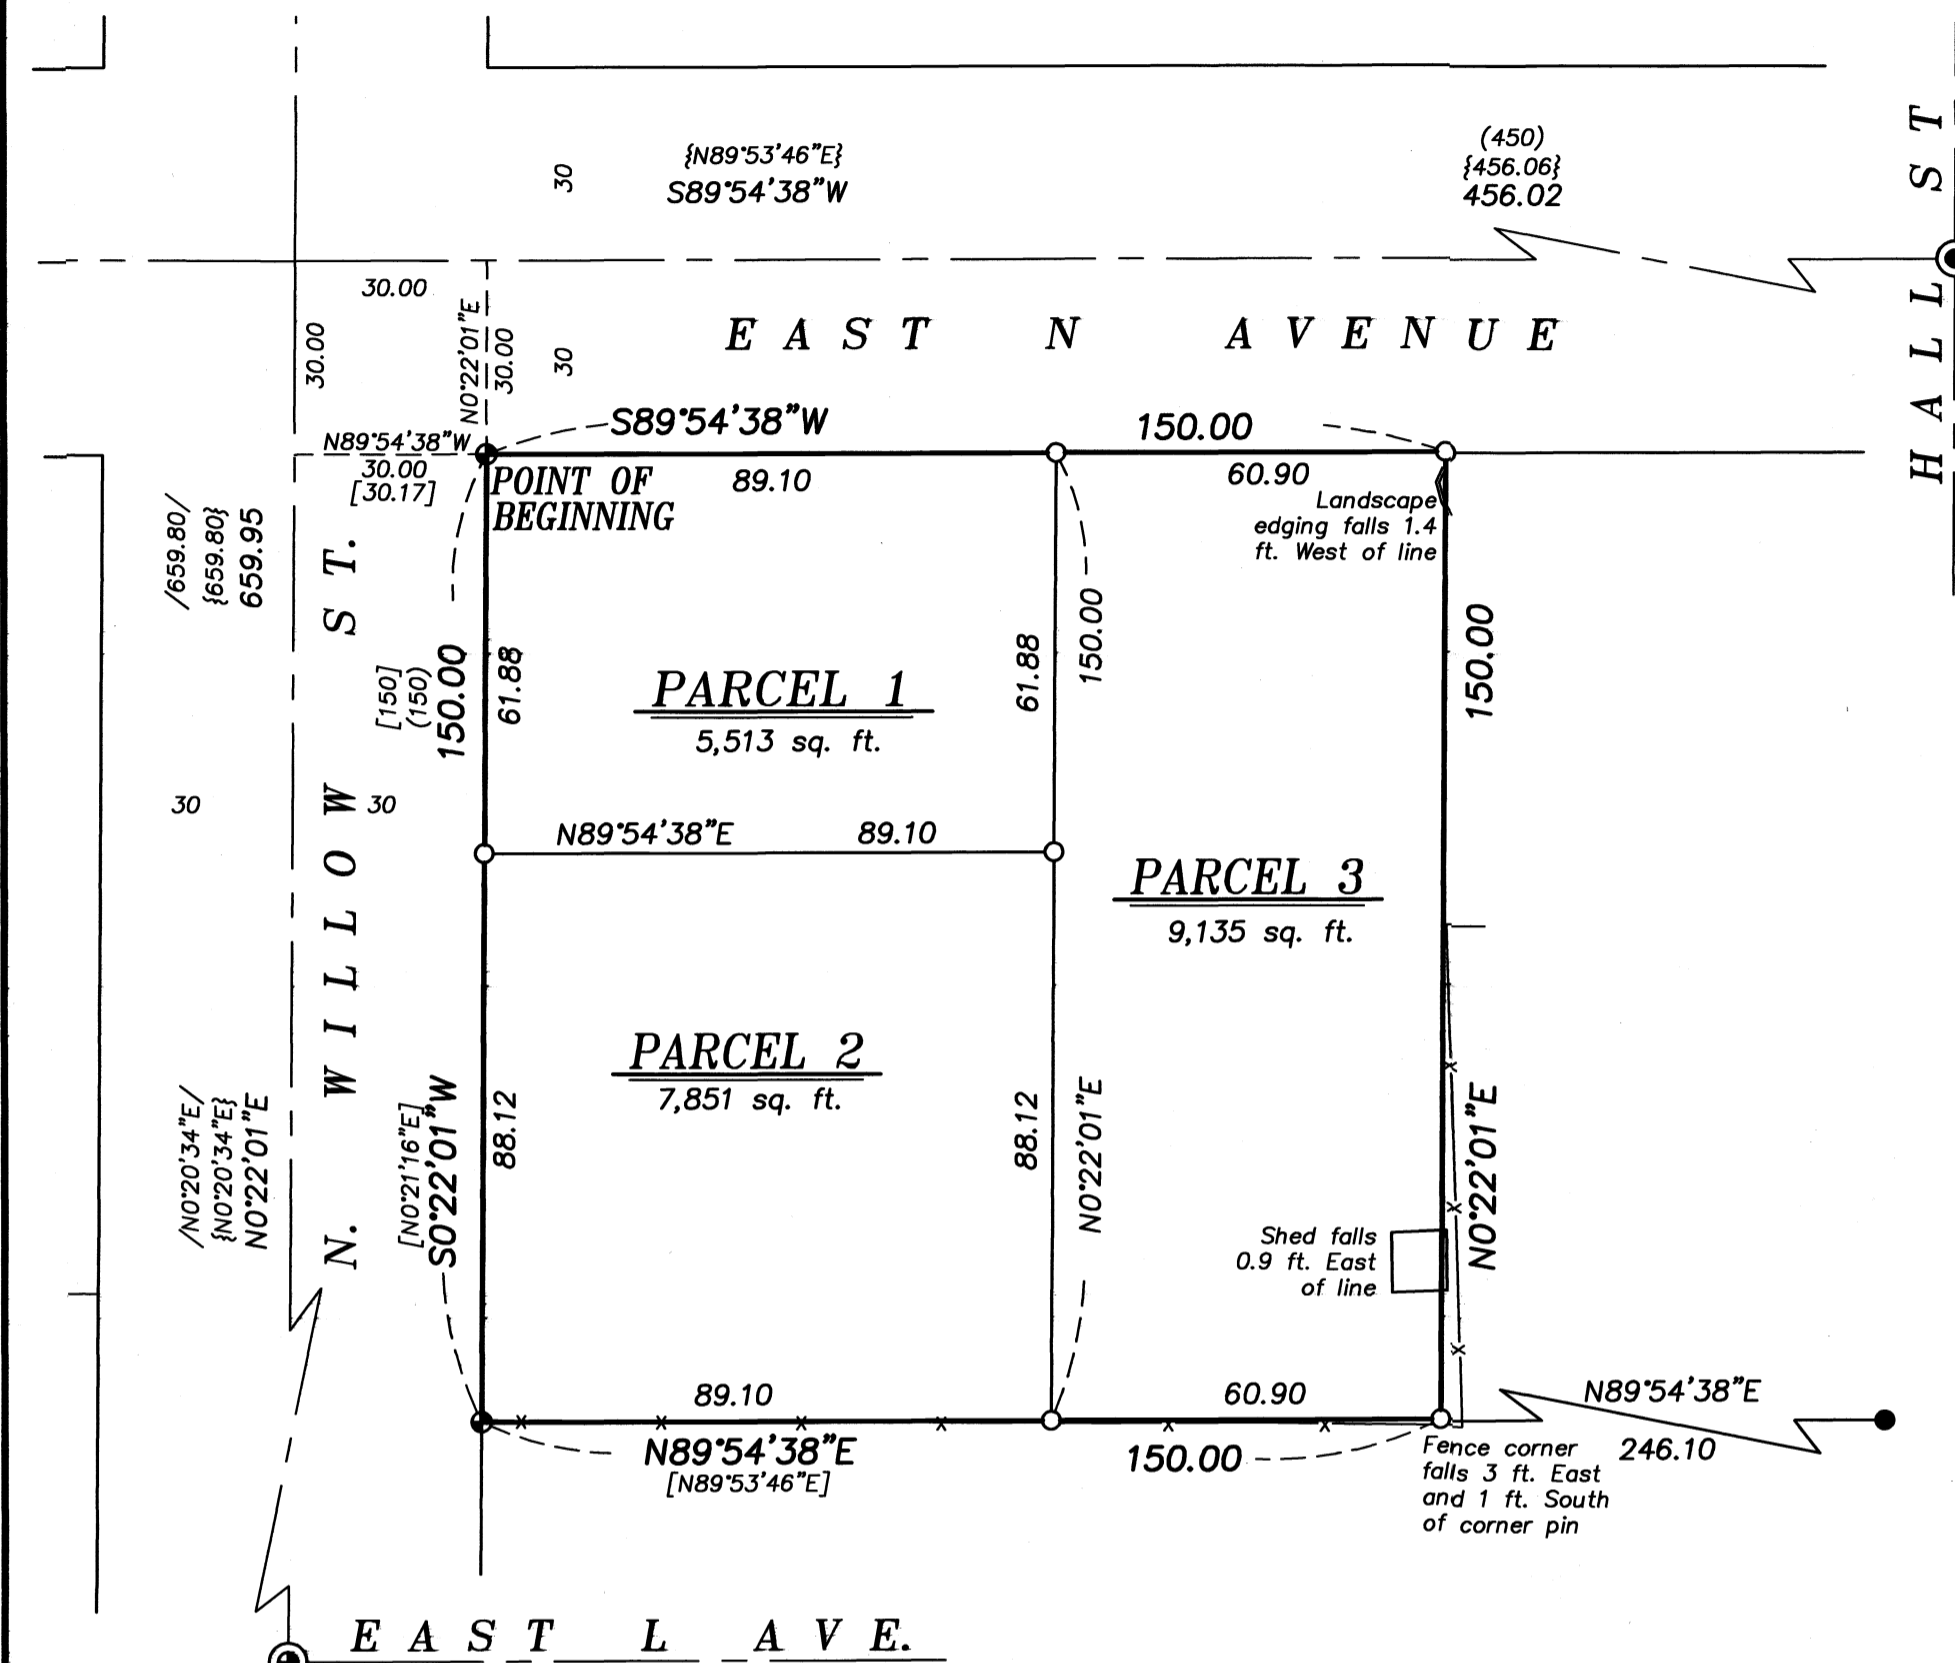 {N89°53'46"E}
S89°54'38"W
30
(450)
{456.06}
456.02
HALL ST
30.00
30.00
N0°22'01"E
30.00
30
EAST N AVENUE
S89°54'38"W
150.00
N89°54'38"W
30.00
[30.17]
POINT OF
BEGINNING
89.10
60.90
Landscape
edging falls 1.4
ft. West of line
/659.80/
{659.80}
659.95
N. WILLOW ST.
[150]
(150)
150.00
61.88
61.88
150.00
150.00
PARCEL 1
5,513 sq. ft.
30
30
N89°54'38"E
89.10
PARCEL 3
9,135 sq. ft.
PARCEL 2
7,851 sq. ft.
/N0°20'34"E/
{N0°20'34"E}
N0°22'01"E
[N0°21'16"E]
S0°22'01"W
88.12
88.12
N0°22'01"E
N0°22'01"E
Shed falls
0.9 ft. East
of line
89.10
60.90
N89°54'38"E
N89°54'38"E
[N89°53'46"E]
150.00
246.10
Fence corner
falls 3 ft. East
and 1 ft. South
of corner pin
EAST L AVE.